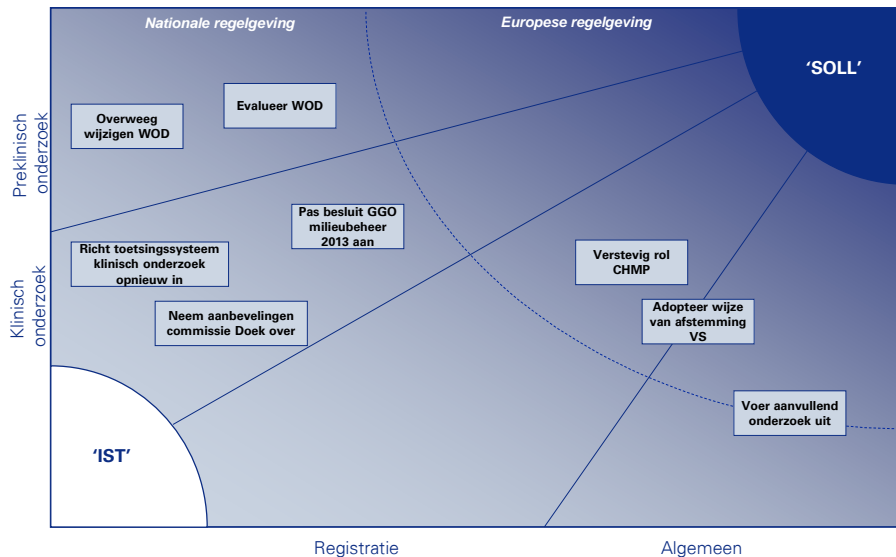 Nationale regelgeving
Europese regelgeving
'SOLL'
Preklinisch
onderzoek
Overweeg
wijzigen WOD
Evalueer WOD
Pas besluit GGO
milieubeheer
2013 aan
Klinisch
onderzoek
Richt toetsingssysteem
klinisch onderzoek
opnieuw in
Neem aanbevelingen
commissie Doek over
Verstevig rol
CHMP
Adopteer wijze
van afstemming
VS
Voer aanvullend
onderzoek uit
'IST'
Registratie
Algemeen